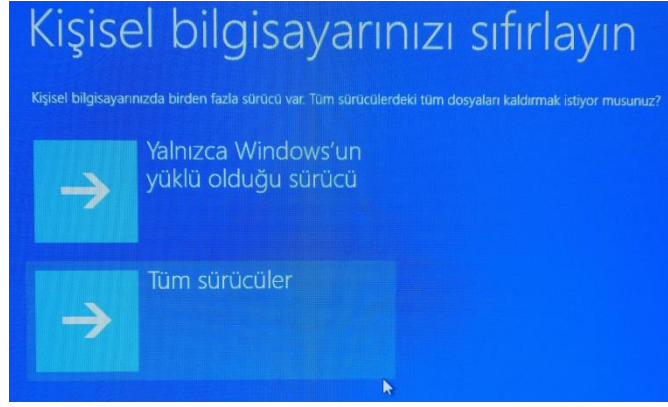 Kişisel bilgisayarınızı sıfırlayın
Kişisel bilgisayarınızda birden fazla sürücü var. Tüm sürücülerdeki tüm dosyaları kaldırmak istiyor musunuz?
Yalnızca Windows'un
yüklü olduğu sürücü
Tüm sürücüler